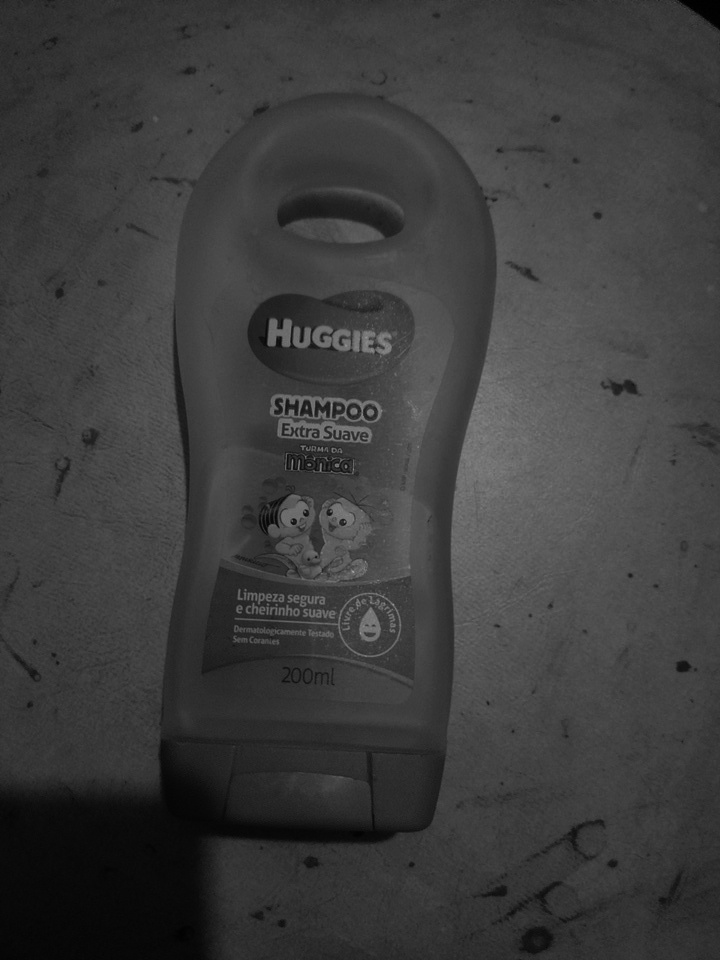 HUGGIES
SHAMPOO
Extra Suave
TURMA DA
Mônica
Limpeza segura
e cheirinho suave
Dermatologicamente Testado
Sem Corantes
Livre de Lágrimas
200ml